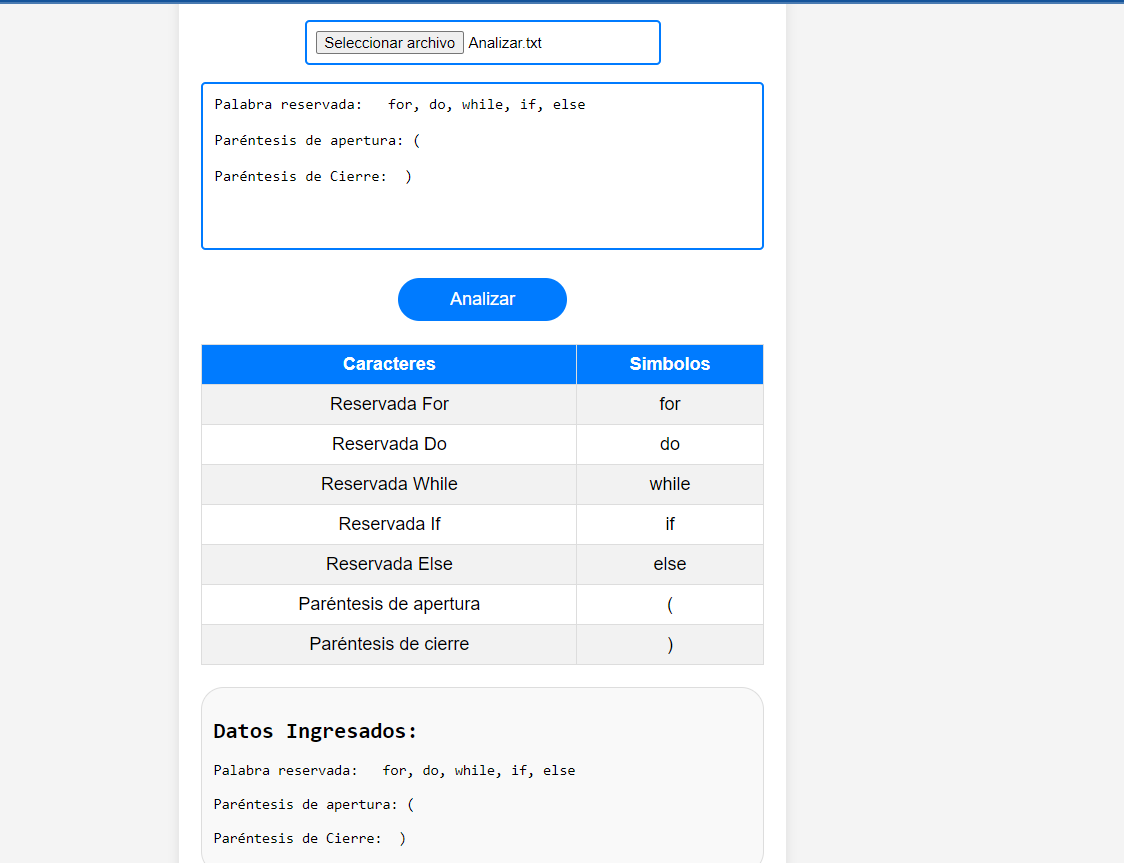 Seleccionar archivo Analizar.txt
Palabra reservada:   for, do, while, if, else
Paréntesis de apertura: (
Paréntesis de Cierre:  )
Analizar
Caracteres Simbolos
Reservada For for
Reservada Do do
Reservada While while
Reservada If if
Reservada Else else
Paréntesis de apertura (
Paréntesis de cierre )
Datos Ingresados:
Palabra reservada:   for, do, while, if, else
Paréntesis de apertura: (
Paréntesis de Cierre:  )